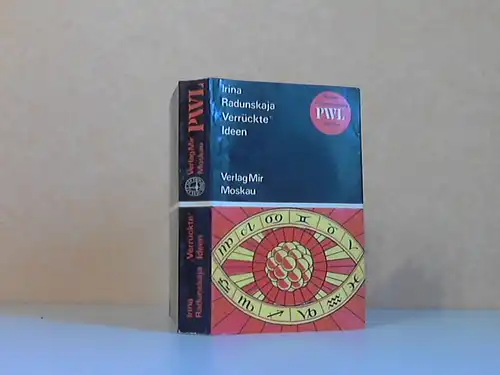 Irina
Radunskaja
"Verrückte"
Ideen
PWL
Verlag Mir
Moskau
Irina
Radunskaja
"Verrückte"
Ideen
Verlag Mir
Moskau
PWL